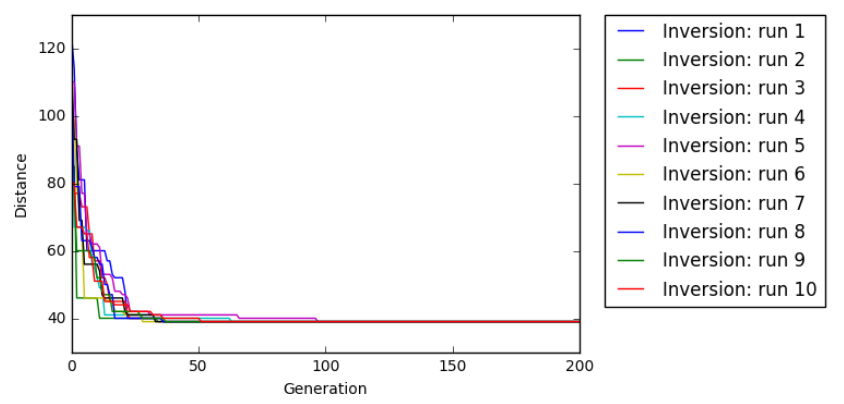 120
100
80
60
40
Distance
0
50
100
150
200
Generation
Inversion: run 1
Inversion: run 2
Inversion: run 3
Inversion: run 4
Inversion: run 5
Inversion: run 6
Inversion: run 7
Inversion: run 8
Inversion: run 9
Inversion: run 10